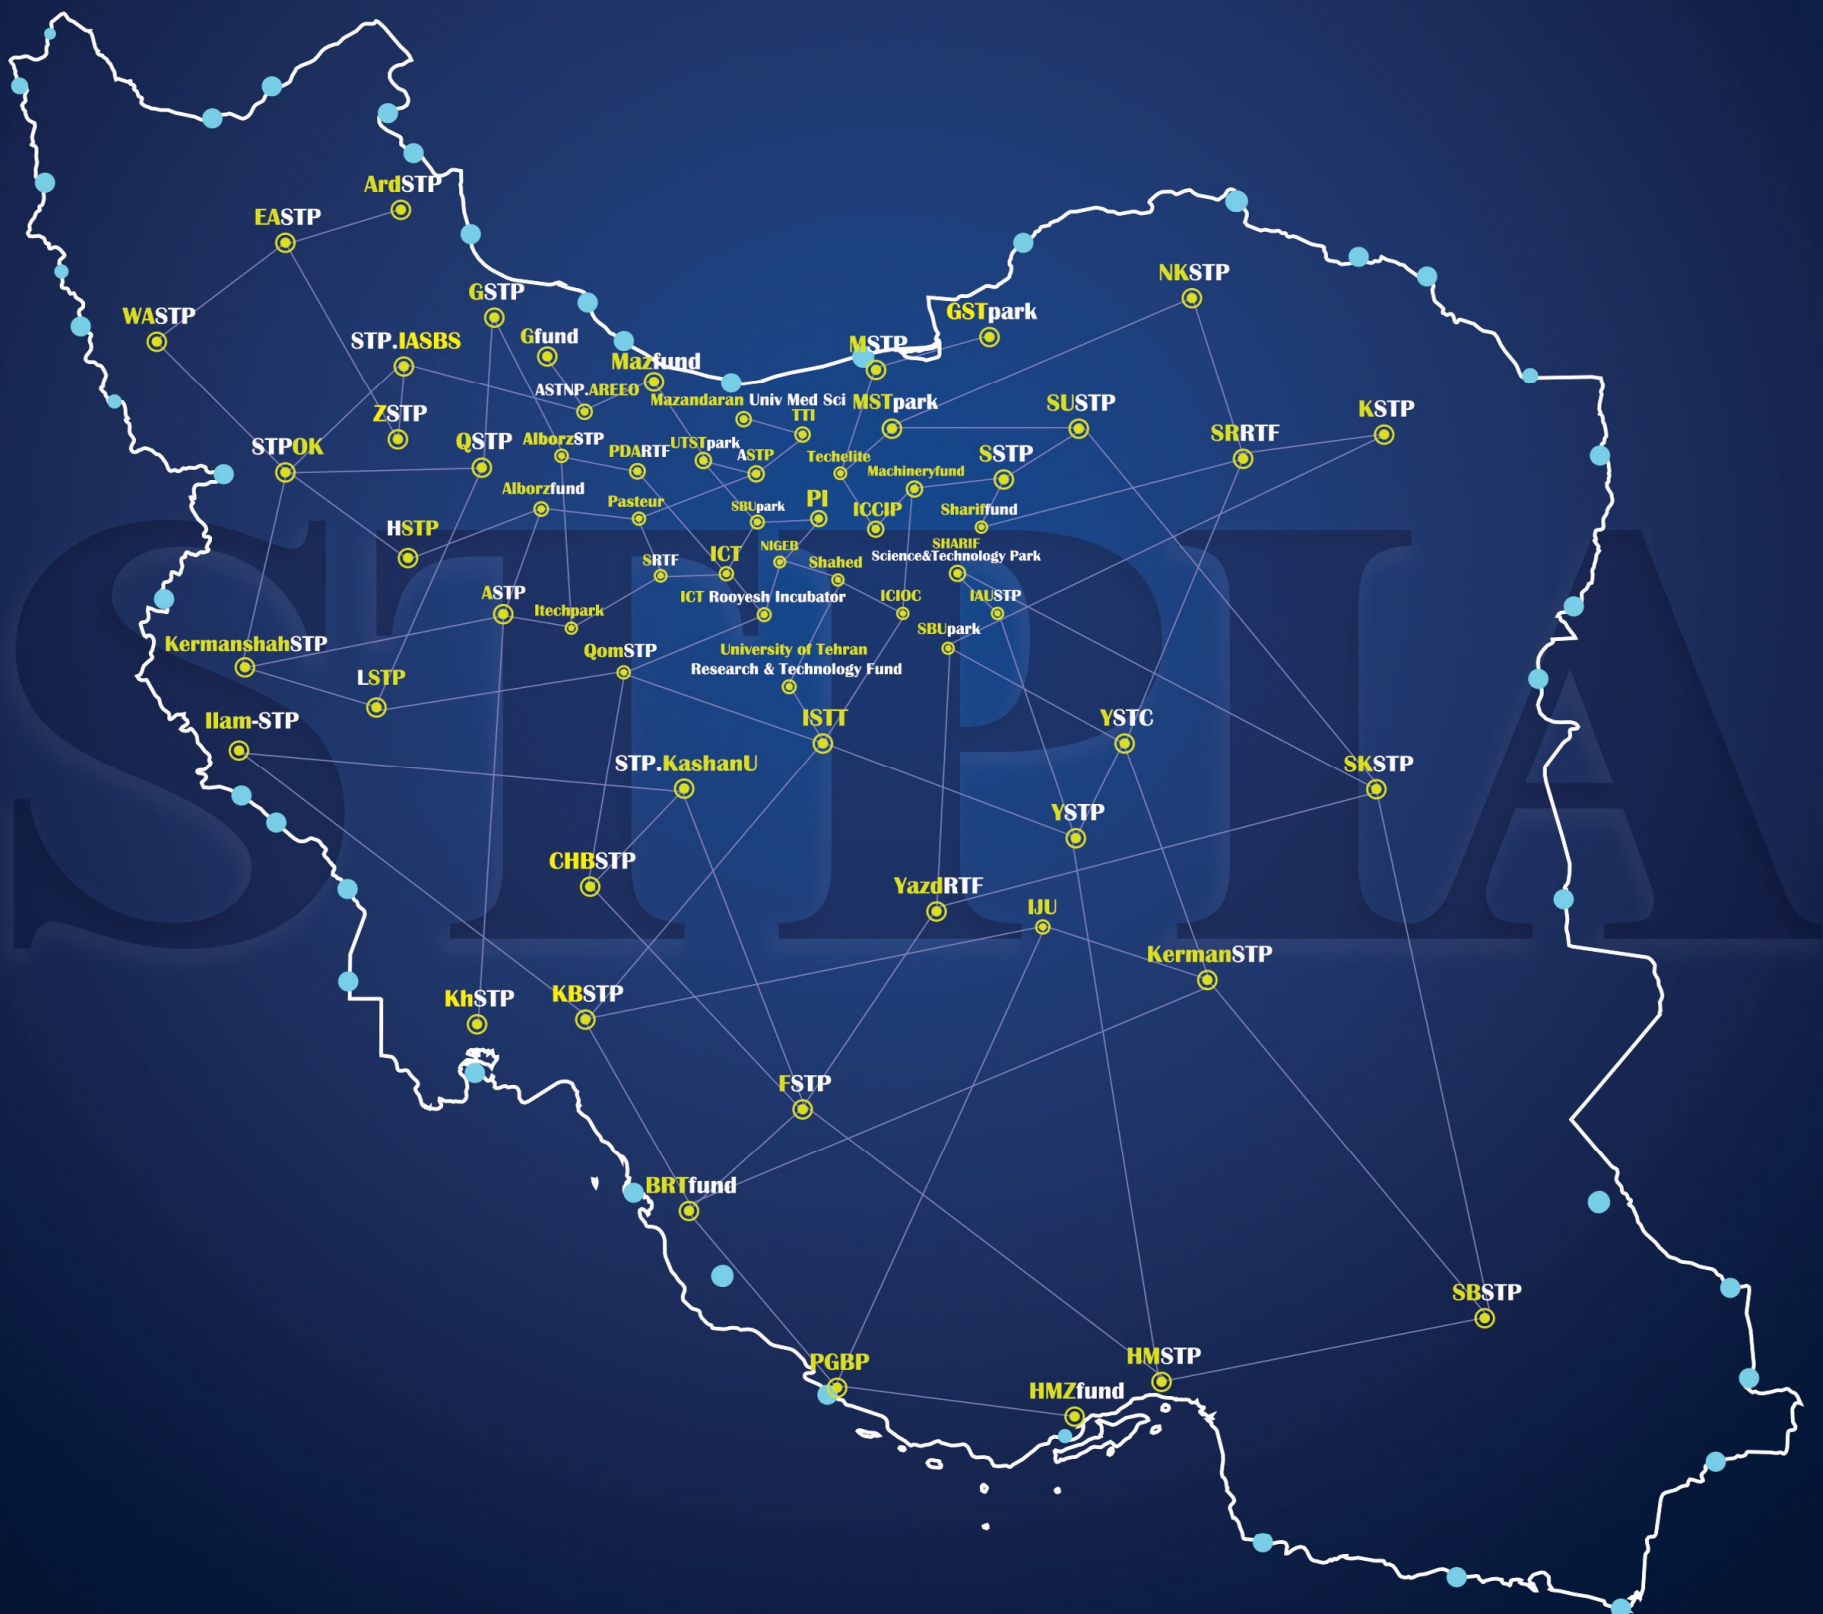 ArdSTP
EASTP
NKSTP
GSTP
WASTP
GSTpark
STP.IASBS
Gfund
MSTP
Mazfund
ASTNP.AREEO
Mazandaran Univ Med Sci
MSTpark
SUSTP
KSTP
ZSTP
TTI
SRRTF
STPOK
QSTP
AlborzSTP
PDARTF
UTSTpark
ASTP
Techelite
SSTP
Machineryfund
Alborzfund
Pasteur
SBUpark
PI
ICCIP
Shariffund
HSTP
SRTF
ICT
NIGEB
Shahed
SHARIF
Science&Technology Park
ASTP
Itechpark
ICT Rooyesh Incubator
ICIOC
IAUSTP
KermanshahSTP
QomSTP
SBUpark
University of Tehran
Research & Technology Fund
LSTP
Ilam-STP
ISTT
YSTC
STP.KashanU
SKSTP
YSTP
CHBSTP
YazdRTF
IJU
KermanSTP
KhSTP
KBSTP
FSTP
BRTfund
SBSTP
PGBP
HMSTP
HMZfund
STPIA